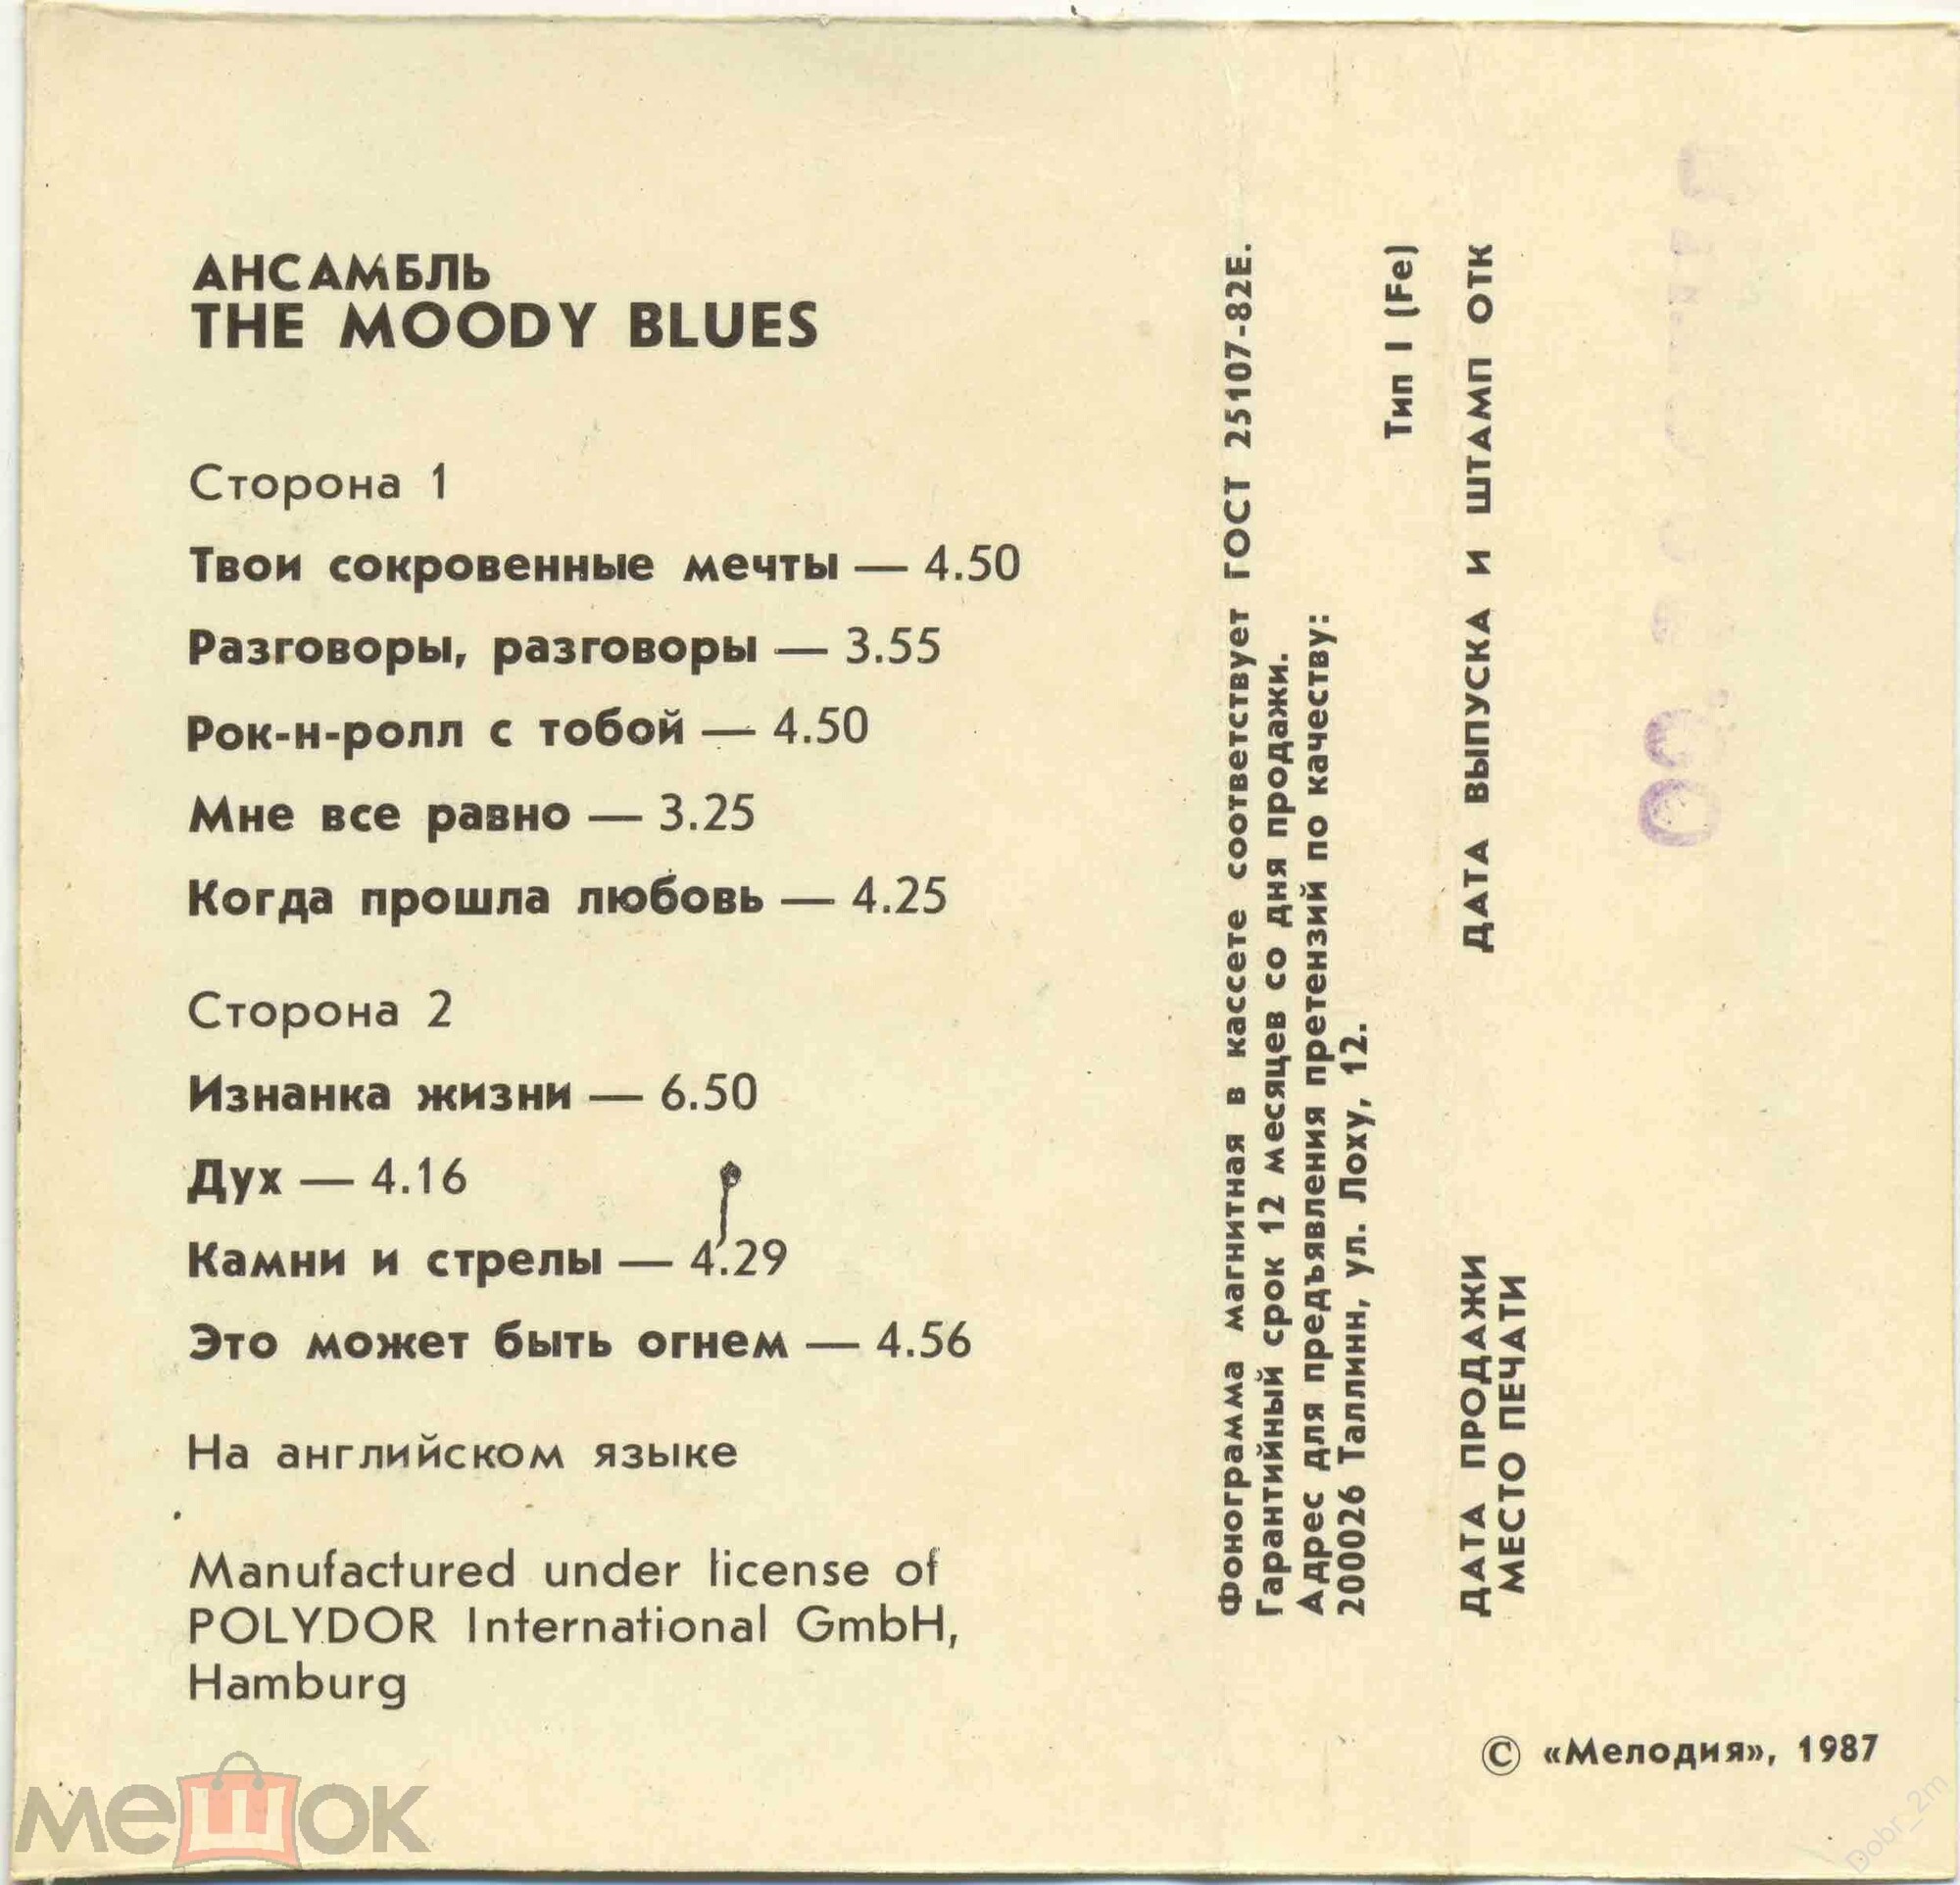 АНСАМБЛЬ
THE MOODY BLUES
Сторона 1
Твои сокровенные мечты — 4.50
Разговоры, разговоры — 3.55
Рок-н-ролл с тобой — 4.50
Мне все равно — 3.25
Когда прошла любовь — 4.25
Сторона 2
Изнанка жизни — 6.50
Дух — 4.16
Камни и стрелы — 4.29
Это может быть огнем — 4.56
На английском языке
Manufactured under license of
POLYDOR International GmbH,
Hamburg
Фонограмма магнитная в кассете соответствует ГОСТ 25107-82Е.
Гарантийный срок 12 месяцев со дня продажи.
Адрес для предъявления претензий по качеству:
200026 Таллинн, ул. Лоху, 12.
Тип I (Fe)
ДАТА ВЫПУСКА И ШТАМП ОТК
ДАТА ПРОДАЖИ
МЕСТО ПЕЧАТИ
© «Мелодия», 1987
мешок
Dobr_2m